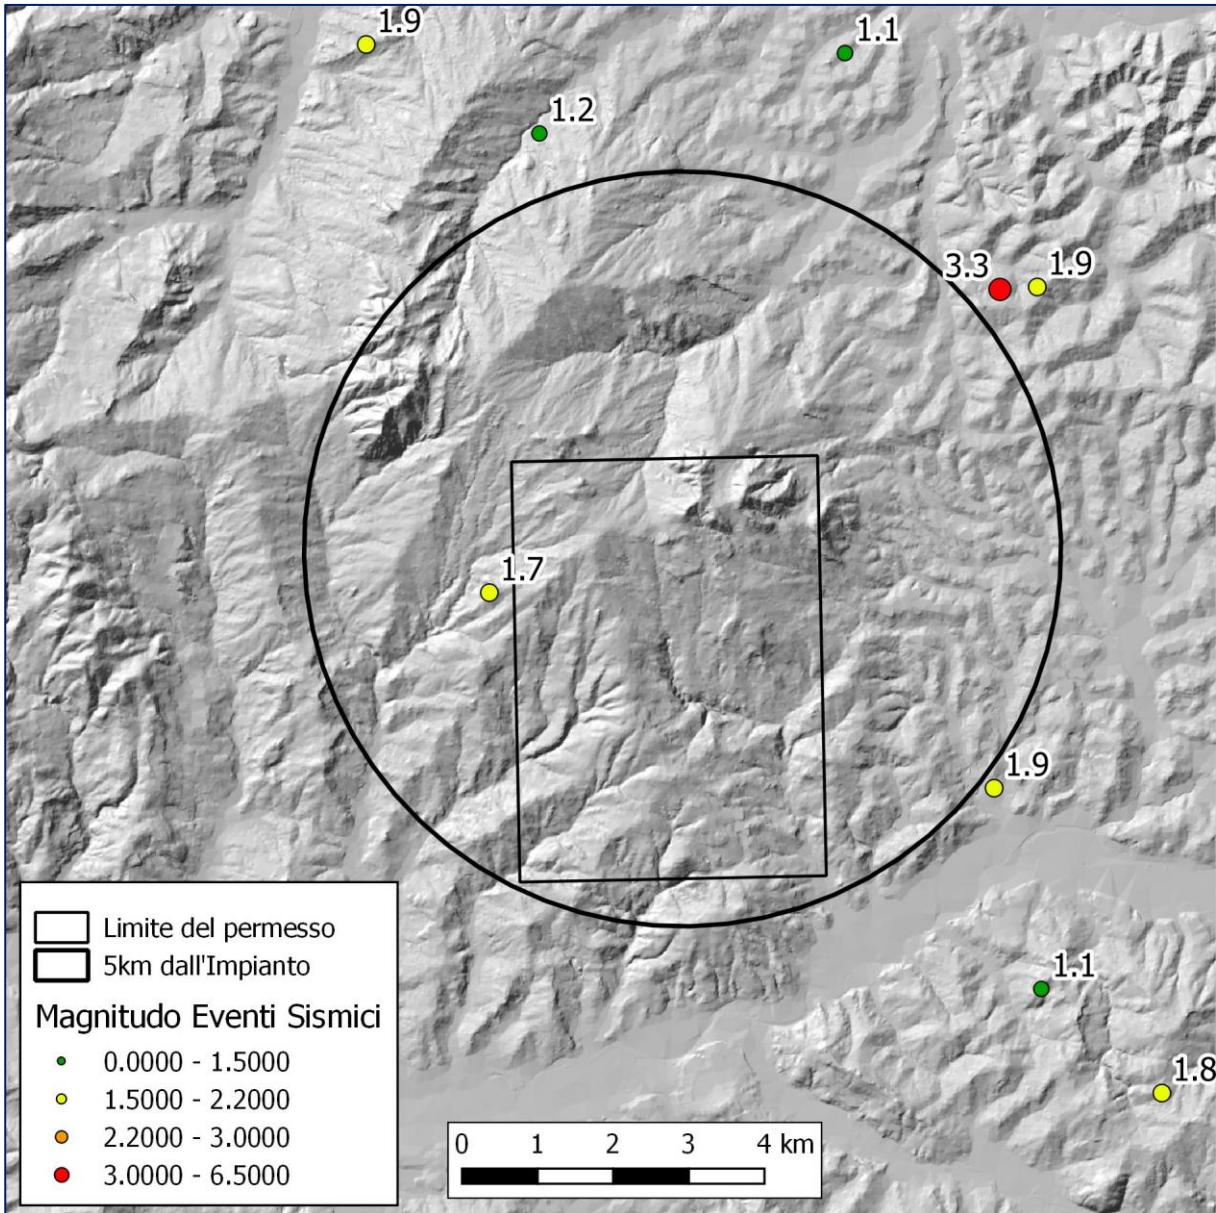 1.9
1.1
1.2
3.3
1.9
1.7
1.9
1.1
1.8
Limite del permesso
5km dall'Impianto
Magnitudo Eventi Sismici
0.0000 - 1.5000
1.5000 - 2.2000
2.2000 - 3.0000
3.0000 - 6.5000
0 1 2 3 4 km